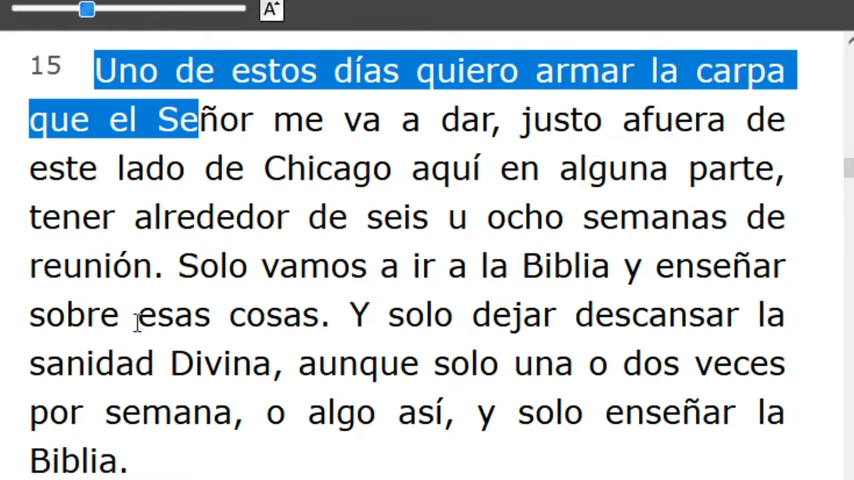 A
15 Uno de estos días quiero armar la carpa
que el Señor me va a dar, justo afuera de
este lado de Chicago aquí en alguna parte,
tener alrededor de seis u ocho semanas de
reunión. Solo vamos a ir a la Biblia y enseñar
sobre esas cosas. Y solo dejar descansar la
sanidad Divina, aunque solo una o dos veces
por semana, o algo así, y solo enseñar la
Biblia.